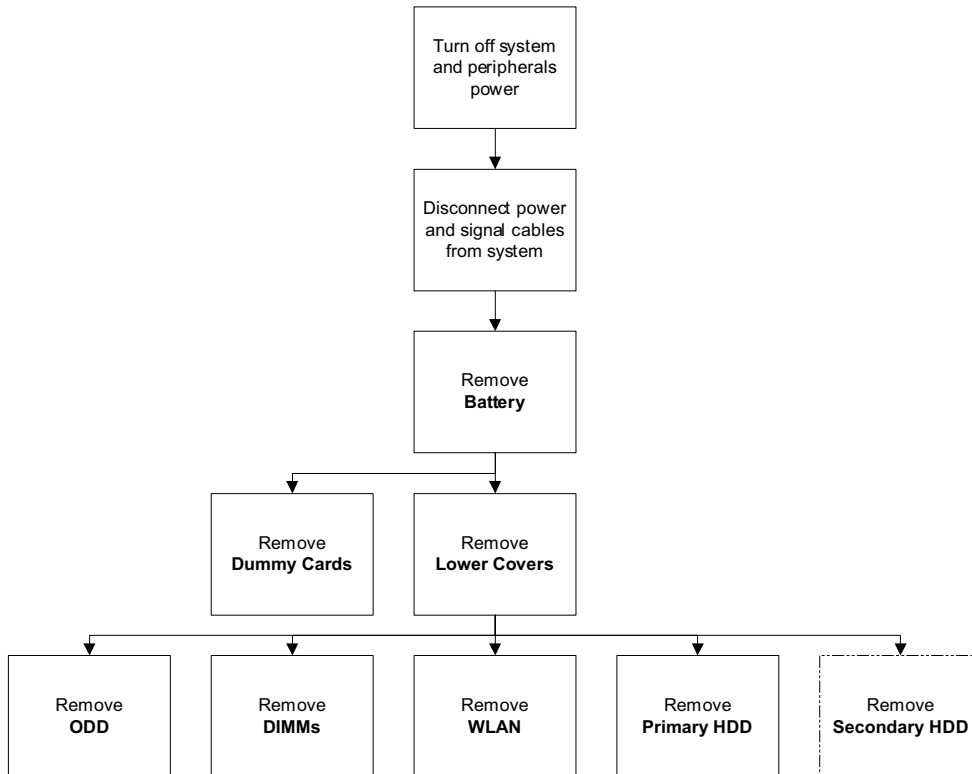 Turn off system
and peripherals
power
Disconnect power
and signal cables
from system
Remove
Battery
Remove
Dummy Cards
Remove
Lower Covers
Remove
ODD
Remove
DIMMs
Remove
WLAN
Remove
Primary HDD
Remove
Secondary HDD